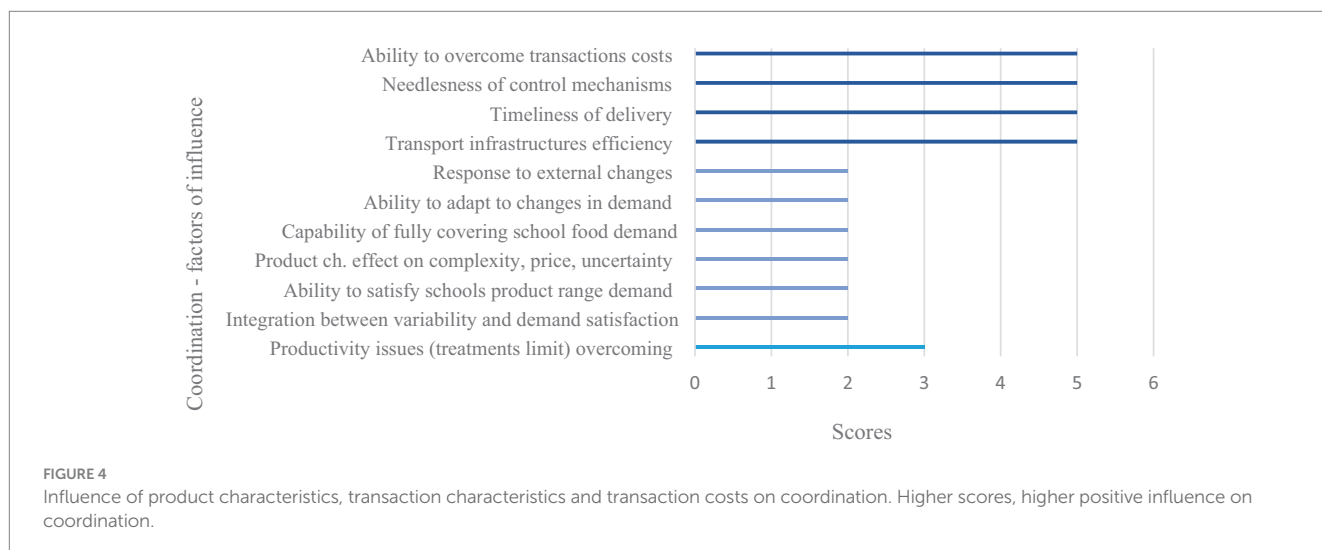 Coordination - factors of influence
Ability to overcome transactions costs
Needlesness of control mechanisms
Timeliness of delivery
Transport infrastructures efficiency
Response to external changes
Ability to adapt to changes in demand
Capability of fully covering school food demand
Product ch. effect on complexity, price, uncertainty
Ability to satisfy schools product range demand
Integration between variability and demand satisfaction
Productivity issues (treatments limit) overcoming
0 1 2 3 4 5 6
Scores
FIGURE 4
Influence of product characteristics, transaction characteristics and transaction costs on coordination. Higher scores, higher positive influence on
coordination.